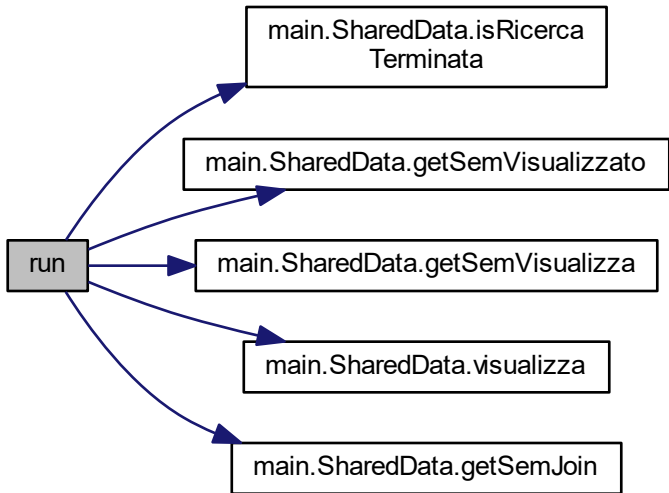 main.SharedData.isRicerca
Terminata
main.SharedData.getSemVisualizzato
run
main.SharedData.getSemVisualizza
main.SharedData.visualizza
main.SharedData.getSemJoin